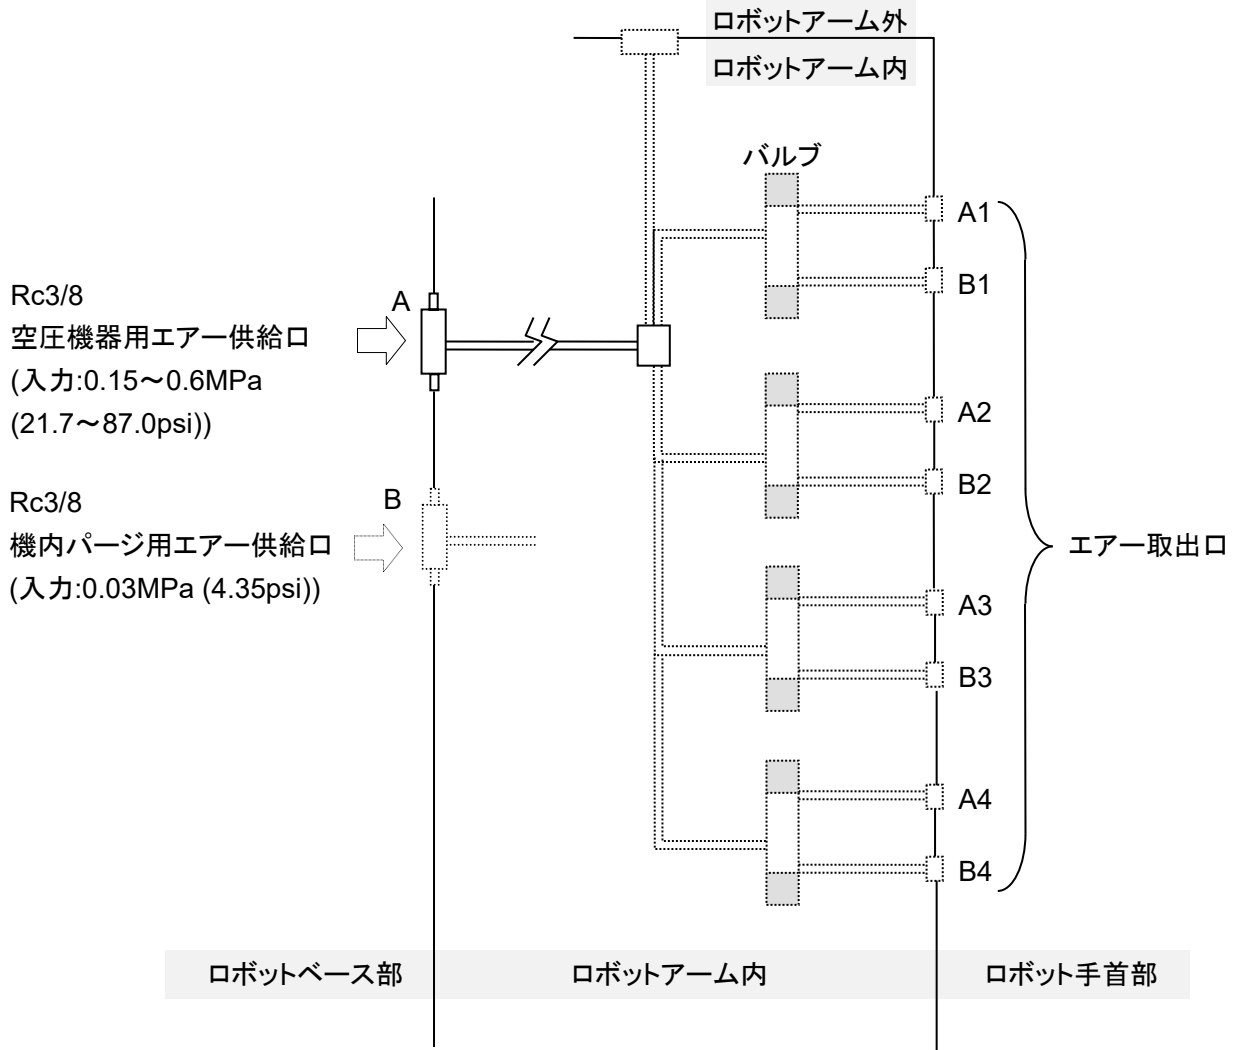 ロボットアーム外
ロボットアーム内
バルブ
A1
B1
Rc3/8
空圧機器用エアー供給口
(入力:0.15～0.6MPa
(21.7～87.0psi))
A
A2
B2
Rc3/8
機内パージ用エアー供給口
(入力:0.03MPa (4.35psi))
B
エアー取出口
A3
B3
A4
B4
ロボットベース部
ロボットアーム内
ロボット手首部